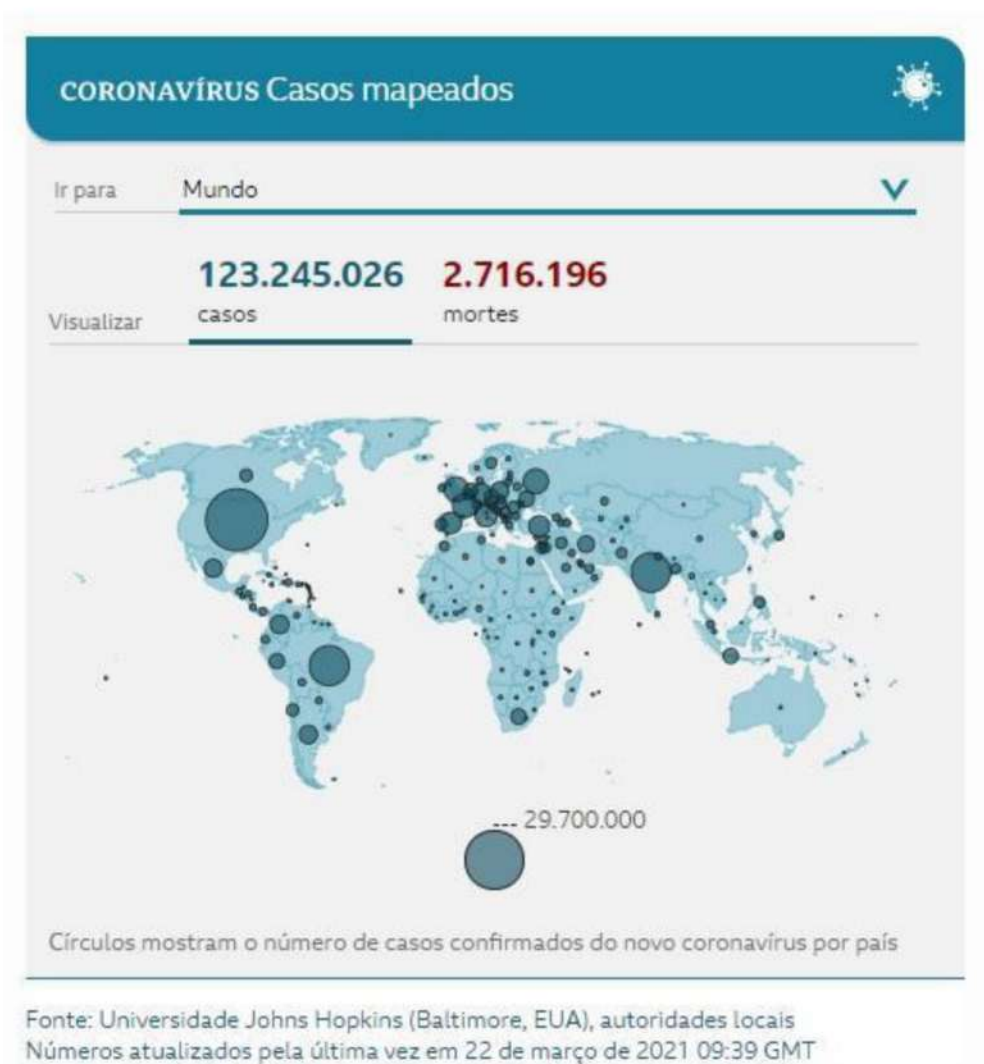 CORONAVÍRUS Casos mapeados
Ir para Mundo
123.245.026 2.716.196
Visualizar casos mortes
--- 29.700.000
Círculos mostram o número de casos confirmados do novo coronavírus por país
Fonte: Universidade Johns Hopkins (Baltimore, EUA), autoridades locais
Números atualizados pela última vez em 22 de março de 2021 09:39 GMT